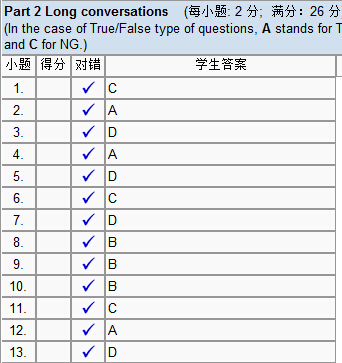 Part 2 Long conversations (每小题: 2 分; 满分: 26 分
(In the case of True/False type of questions, A stands for T
and C for NG.)
小题 得分 对错 学生答案
1. ✓ C
2. ✓ A
3. ✓ D
4. ✓ A
5. ✓ D
6. ✓ C
7. ✓ D
8. ✓ B
9. ✓ B
10. ✓ B
11. ✓ C
12. ✓ A
13. ✓ D